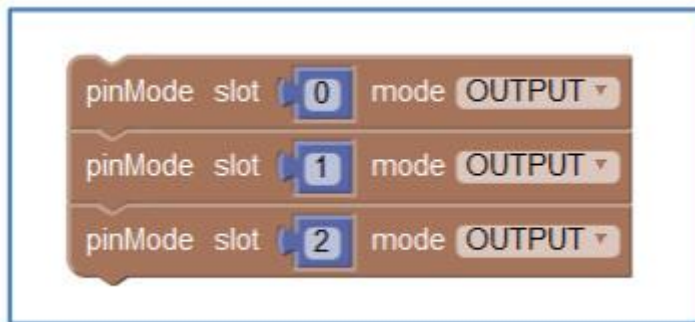 pinMode slot 0 mode OUTPUT
pinMode slot 1 mode OUTPUT
pinMode slot 2 mode OUTPUT